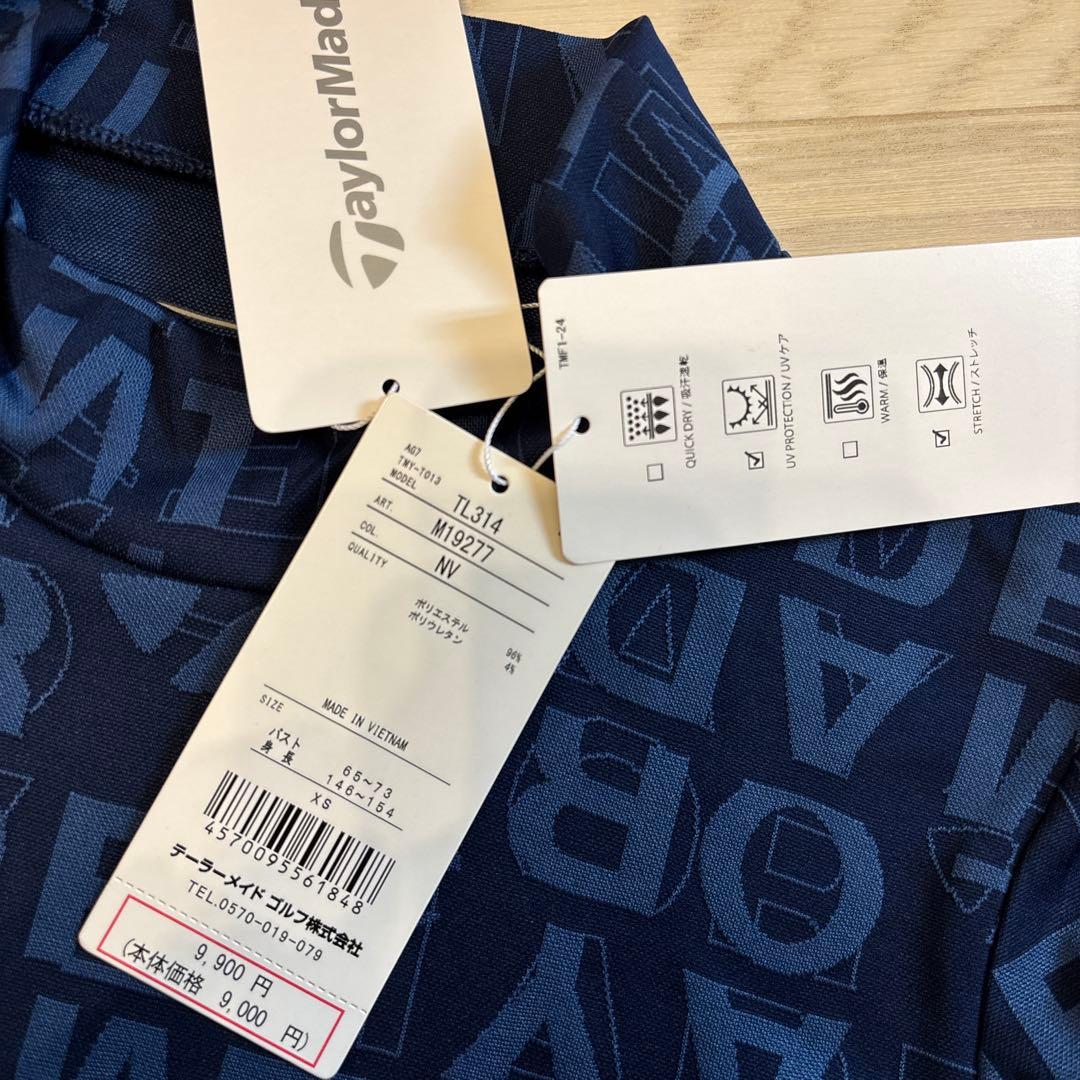 TaylorMad
TMF1-24
QUICK DRY / 吸汗速乾
UV PROTECTION / UVケア
WARM / 保温
STRETCH / ストレッチ
AG7
TMY-T013
MODEL TL314
ART. M19277
COL. NV
QUALITY
ポリエステル 96%
ポリウレタン 4%
MADE IN VIETNAM
SIZE
バスト 65~73
身長 146~154
XS
4570095561848
テーラーメイド ゴルフ株式会社
TEL.0570-019-079
9,900 円
(本体価格 9,000 円)